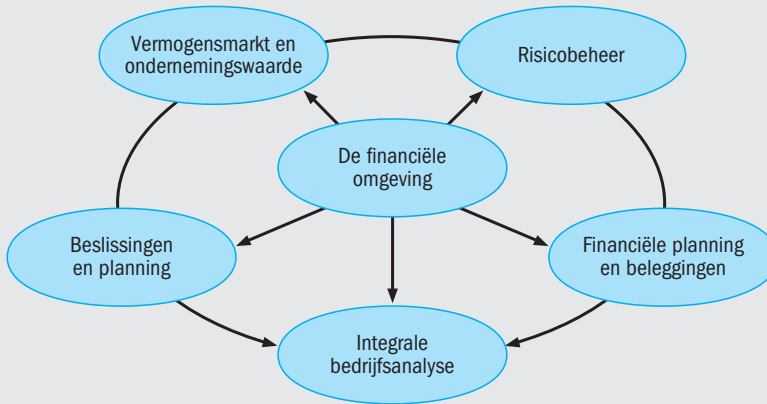 Vermogensmarkt en
ondernemingswaarde
Risicobeheer
De financiële
omgeving
Beslissingen
en planning
Financiële planning
en beleggingen
Integrale
bedrijfsanalyse